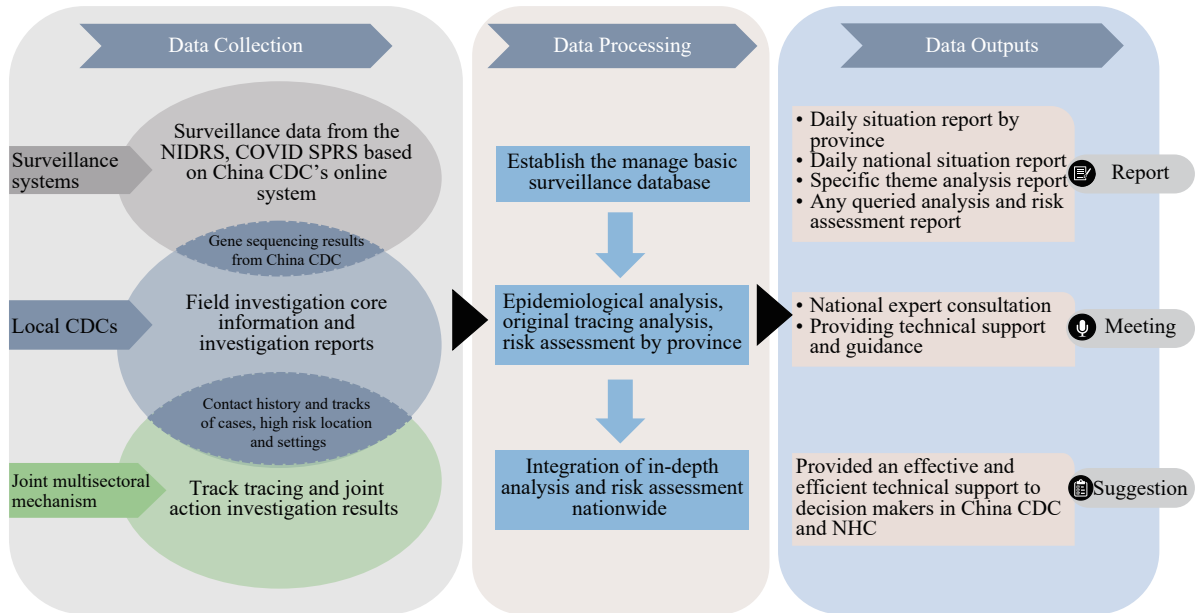 Data Collection
Surveillance
systems
Surveillance data from the
NIDRS, COVID SPRS based
on China CDC's online
system
Gene sequencing results
from China CDC
Local CDCs
Field investigation core
information and
investigation reports
Contact history and tracks
of cases, high risk location
and settings
Joint multisectoral
mechanism
Track tracing and joint
action investigation results
Data Processing
Establish the manage basic
surveillance database
Epidemiological analysis,
original tracing analysis,
risk assessment by province
Integration of in-depth
analysis and risk assessment
nationwide
Data Outputs
• Daily situation report by
province
• Daily national situation report
• Specific theme analysis report
• Any queried analysis and risk
assessment report
Report
• National expert consultation
• Providing technical support
and guidance
Meeting
Provided an effective and
efficient technical support to
decision makers in China CDC
and NHC
Suggestion